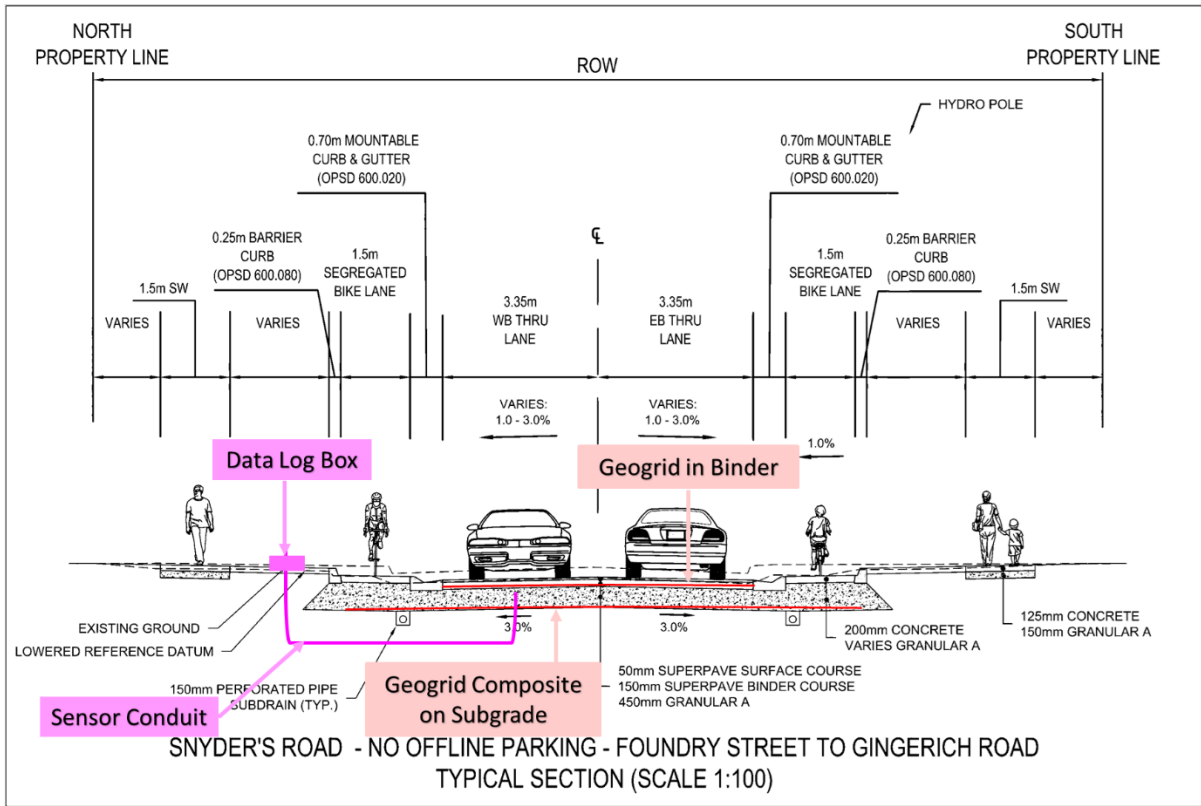 NORTH
PROPERTY LINE
SOUTH
PROPERTY LINE
ROW
HYDRO POLE
0.70m MOUNTABLE
CURB & GUTTER
(OPSD 600.020)
0.70m MOUNTABLE
CURB & GUTTER
(OPSD 600.020)
0.25m BARRIER
CURB
(OPSD 600.080)
1.5m
SEGREGATED
BIKE LANE
1.5m SW
VARIES
VARIES
3.35m
WB THRU
LANE
℄
3.35m
EB THRU
LANE
1.5m
SEGREGATED
BIKE LANE
0.25m BARRIER
CURB
(OPSD 600.080)
1.5m SW
VARIES
VARIES
VARIES:
1.0 - 3.0%
VARIES:
1.0 - 3.0%
1.0%
Data Log Box
Geogrid in Binder
EXISTING GROUND
LOWERED REFERENCE DATUM
3.0%
3.0%
200mm CONCRETE
VARIES GRANULAR A
125mm CONCRETE
150mm GRANULAR A
150mm PERFORATED PIPE
SUBDRAIN (TYP.)
Sensor Conduit
Geogrid Composite
on Subgrade
50mm SUPERPAVE SURFACE COURSE
150mm SUPERPAVE BINDER COURSE
450mm GRANULAR A
SNYDER'S ROAD - NO OFFLINE PARKING - FOUNDRY STREET TO GINGERICH ROAD
TYPICAL SECTION (SCALE 1:100)